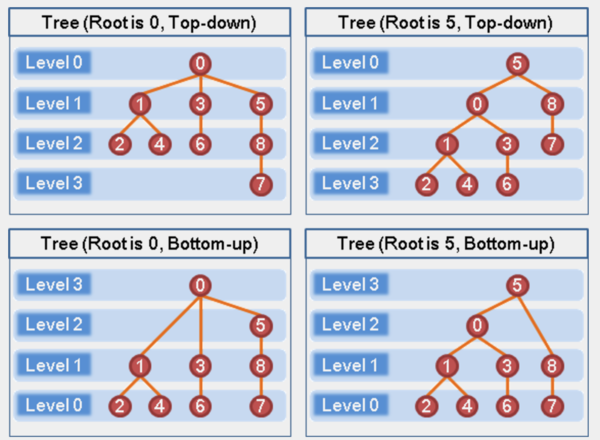 Tree (Root is 0, Top-down)
Level 0 0
Level 1 1 3 5
Level 2 2 4 6 8
Level 3 7
Tree (Root is 5, Top-down)
Level 0 5
Level 1 0 8
Level 2 1 3 7
Level 3 2 4 6
Tree (Root is 0, Bottom-up)
Level 3 0
Level 2 5
Level 1 1 3 8
Level 0 2 4 6 7
Tree (Root is 5, Bottom-up)
Level 3 5
Level 2 0
Level 1 1 3 8
Level 0 2 4 6 7